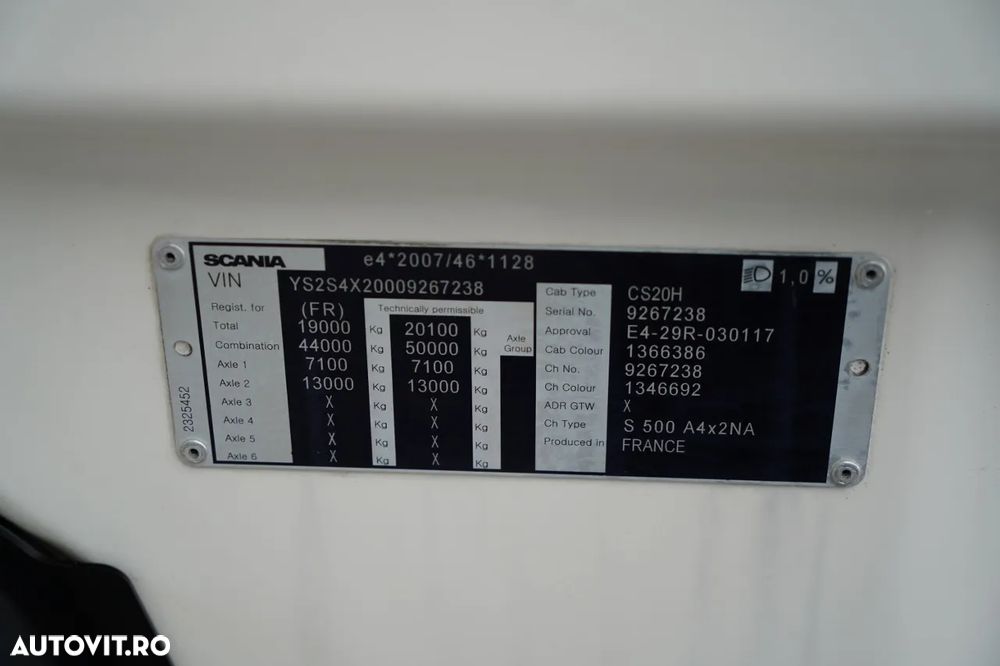 SCANIA e4*2007/46*1128 1,0 %
VIN YS2S4X20009267238
Regist. for (FR) Technically permissible
Total 19000 Kg 20100 Kg Axle Group
Combination 44000 Kg 50000 Kg
Axle 1 7100 Kg 7100 Kg
Axle 2 13000 Kg 13000 Kg
Axle 3 X Kg X Kg
Axle 4 X Kg X Kg
Axle 5 X Kg X Kg
Axle 6 X Kg X Kg
Cab Type CS20H
Serial No. 9267238
Approval E4-29R-030117
Cab Colour 1366386
Ch No. 9267238
Ch Colour 1346692
ADR GTW X
Ch Type S 500 A4x2NA
Produced in FRANCE
2325452
AUTOVIT.RO